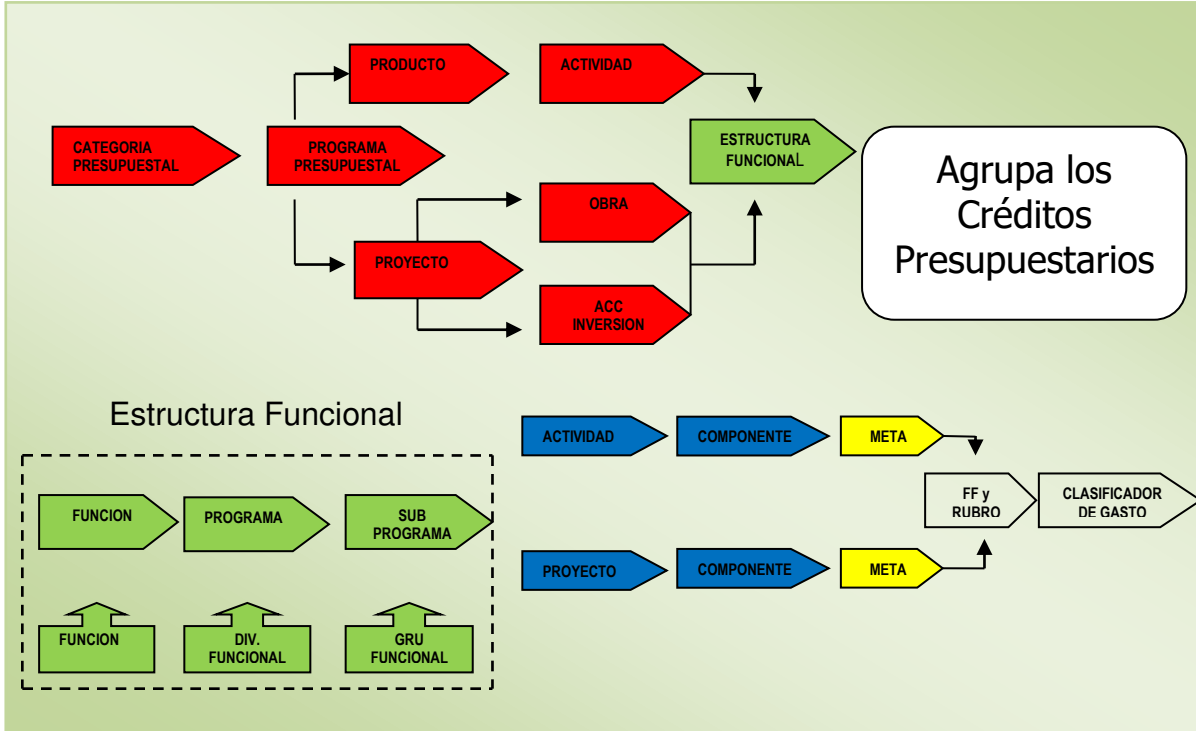 PRODUCTO
ACTIVIDAD
CATEGORIA
PRESUPUESTAL
PROGRAMA
PRESUPUESTAL
ESTRUCTURA
FUNCIONAL
Agrupa los
Créditos
Presupuestarios
OBRA
PROYECTO
ACC
INVERSION
Estructura Funcional
FUNCION
PROGRAMA
SUB
PROGRAMA
FUNCION
DIV.
FUNCIONAL
GRU
FUNCIONAL
ACTIVIDAD
COMPONENTE
META
FF y
RUBRO
CLASIFICADOR
DE GASTO
PROYECTO
COMPONENTE
META